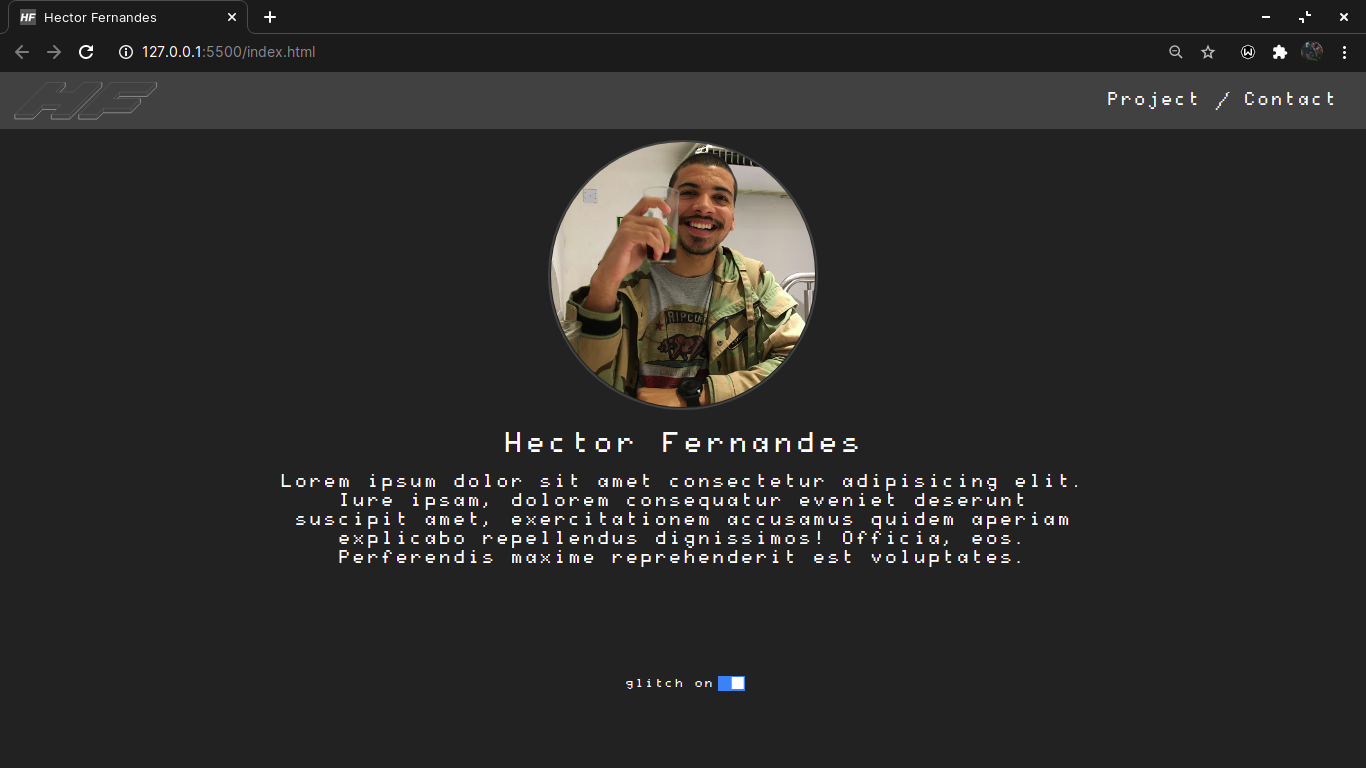 HF Hector Fernandes
127.0.0.1:5500/index.html
HF
Project / Contact
RIPCURL
Hector Fernandes
Lorem ipsum dolor sit amet consectetur adipisicing elit.
Iure ipsam, dolorem consequatur eveniet deserunt
suscipit amet, exercitationem accusamus quidem aperiam
explicabo repellendus dignissimos! Officia, eos.
Perferendis maxime reprehenderit est voluptates.
glitch on